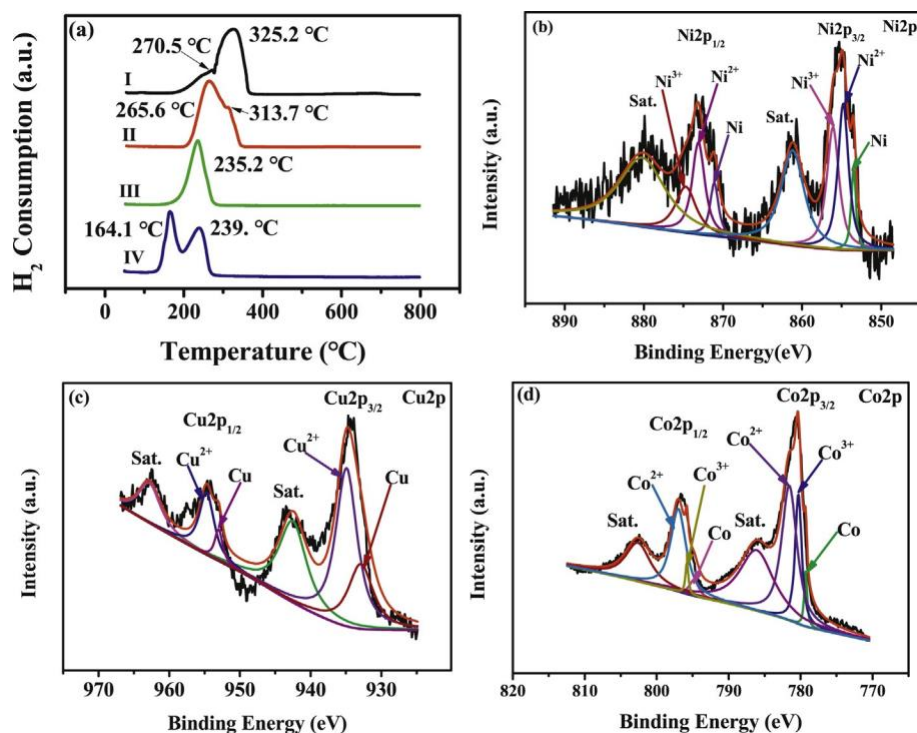 (a)
325.2 °C
270.5 °C
I
265.6 °C
313.7 °C
II
235.2 °C
III
164.1 °C
239. °C
IV
0 200 400 600 800
Temperature (°C)
H2 Consumption (a.u.)
(b)
Ni2p3/2 Ni2p
Ni2p1/2
Ni3+
Ni2+
Sat.
Ni
Sat.
Ni3+
Ni2+
Ni
890 880 870 860 850
Binding Energy(eV)
Intensity (a.u.)
(c)
Cu2p3/2 Cu2p
Cu2p1/2
Sat.
Cu2+
Cu
Sat.
Cu2+
Cu
970 960 950 940 930
Binding Energy (eV)
Intensity (a.u.)
(d)
Co2p3/2 Co2p
Co2p1/2
Sat.
Co2+
Co3+
Co
Sat.
Co2+
Co3+
Co
820 810 800 790 780 770
Binding Energy (eV)
Intensity (a.u.)